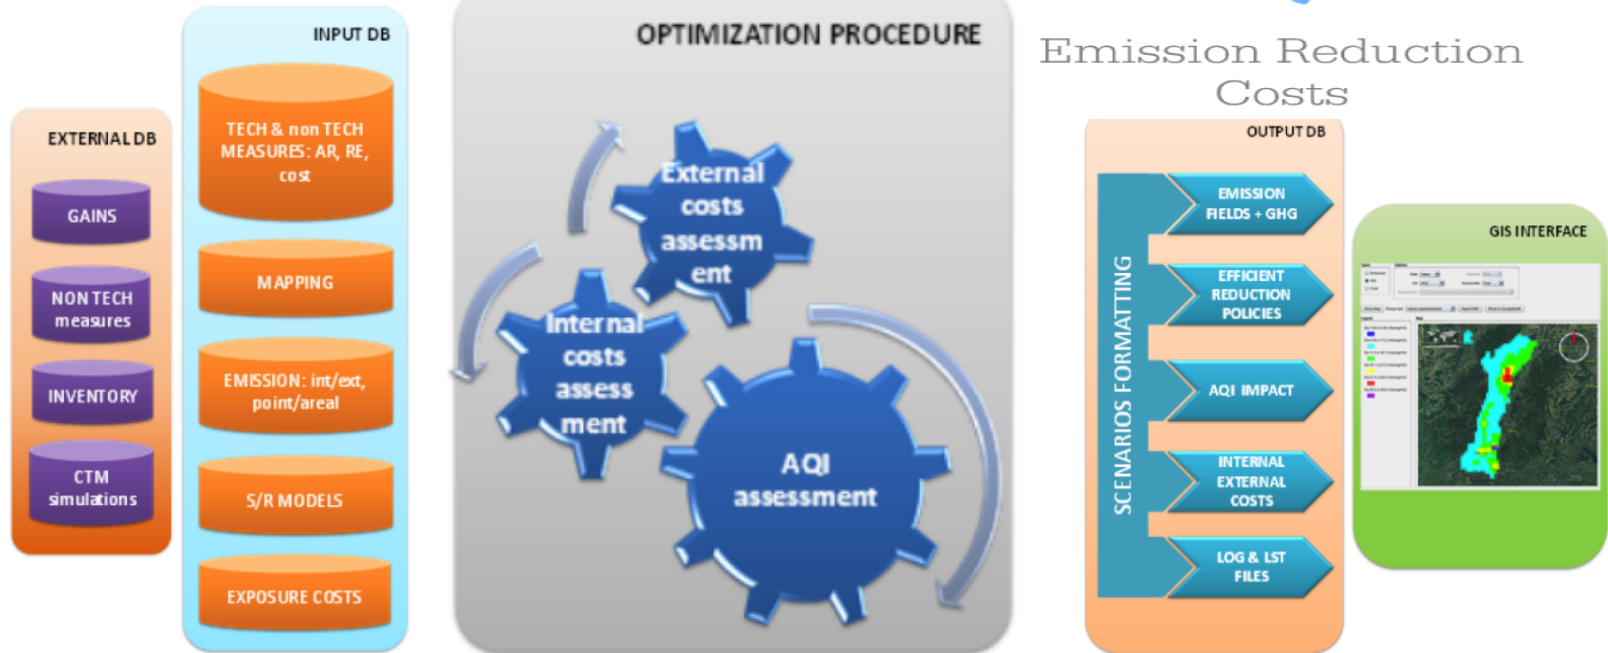 EXTERNAL DB
GAINS
NON TECH
measures
INVENTORY
CTM
simulations
INPUT DB
TECH & non TECH
MEASURES: AR, RE,
cost
MAPPING
EMISSION: int/ext,
point/areal
S/R MODELS
EXPOSURE COSTS
OPTIMIZATION PROCEDURE
External
costs
assessm
ent
Internal
costs
assess
ment
AQI
assessment
Emission Reduction
Costs
OUTPUT DB
SCENARIOS FORMATTING
EMISSION
FIELDS + GHG
EFFICIENT
REDUCTION
POLICIES
AQI IMPACT
INTERNAL
EXTERNAL
COSTS
LOG & LST
FILES
GIS INTERFACE